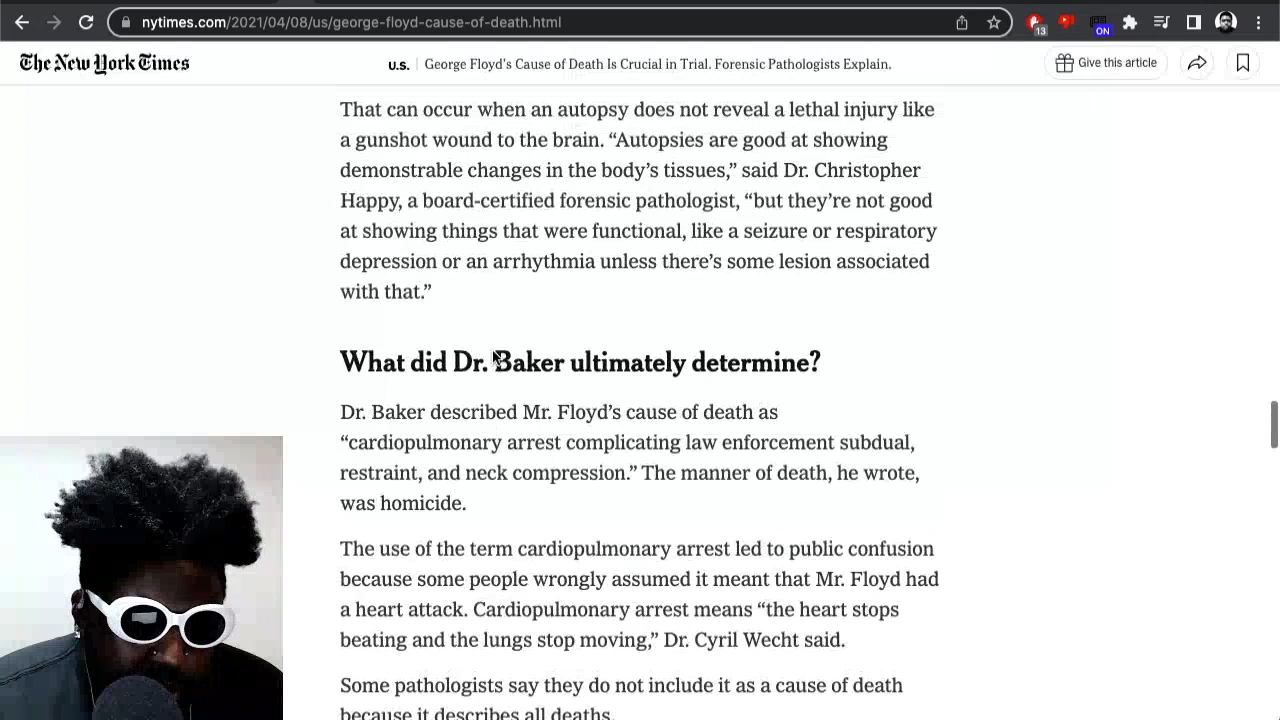 nytimes.com/2021/04/08/us/george-floyd-cause-of-death.html
13
ON
The New York Times
U.S. | George Floyd’s Cause of Death Is Crucial in Trial. Forensic Pathologists Explain.
Give this article
That can occur when an autopsy does not reveal a lethal injury like
a gunshot wound to the brain. “Autopsies are good at showing
demonstrable changes in the body’s tissues,” said Dr. Christopher
Happy, a board-certified forensic pathologist, “but they’re not good
at showing things that were functional, like a seizure or respiratory
depression or an arrhythmia unless there’s some lesion associated
with that.”
What did Dr. Baker ultimately determine?
Dr. Baker described Mr. Floyd’s cause of death as
“cardiopulmonary arrest complicating law enforcement subdual,
restraint, and neck compression.” The manner of death, he wrote,
was homicide.
The use of the term cardiopulmonary arrest led to public confusion
because some people wrongly assumed it meant that Mr. Floyd had
a heart attack. Cardiopulmonary arrest means “the heart stops
beating and the lungs stop moving,” Dr. Cyril Wecht said.
Some pathologists say they do not include it as a cause of death
because it describes all deaths.